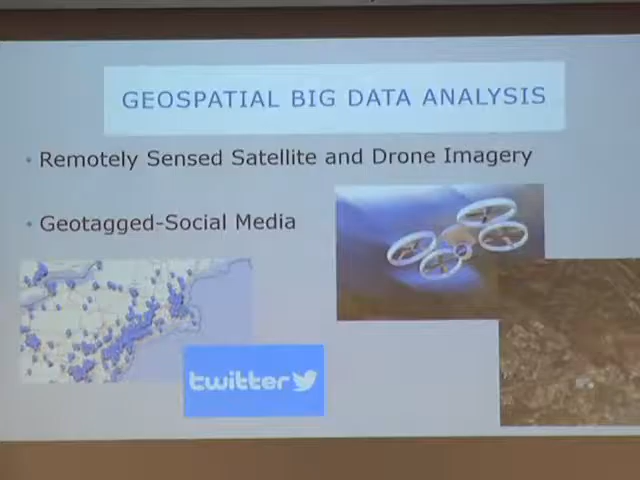 GEOSPATIAL BIG DATA ANALYSIS
• Remotely Sensed Satellite and Drone Imagery
• Geotagged-Social Media
twitter